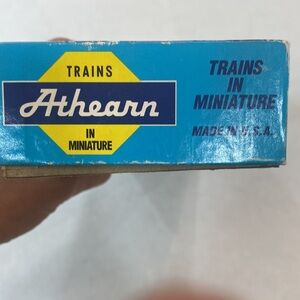 TRAINS
Athearn
IN
MINIATURE
TRAINS
IN
MINIATURE
MADE IN U.S.A.